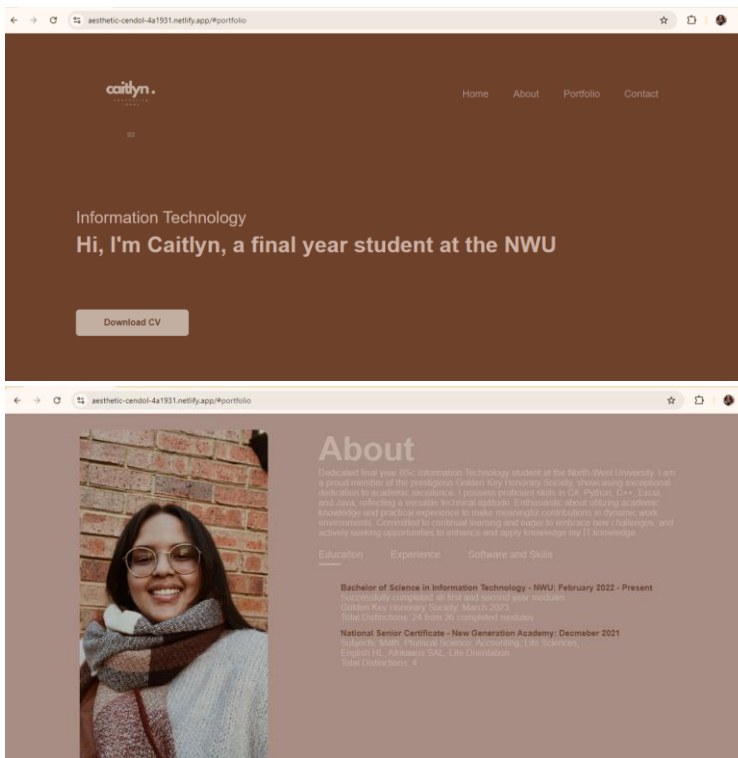 aesthetic-cendol-4a1931.netlify.app/#portfolio
caitlyn.
Home About Portfolio Contact
Information Technology
Hi, I'm Caitlyn, a final year student at the NWU
Download CV
aesthetic-cendol-4a1931.netlify.app/#portfolio
About
Dedicated final year BSc Information Technology student at the North-West University. I am
a proud member of the prestigious Golden Key Honorary Society, showcasing exceptional
dedication to academic excellence. I possess proficient skills in C#, Python, C++, Excel,
and Java, reflecting a versatile technical aptitude. Enthusiastic about utilizing academic
knowledge and practical experience to make meaningful contributions in dynamic work
environments. Committed to continual learning and eager to embrace new challenges, and
actively seeking opportunities to enhance and apply knowledge my IT knowledge.
Education Experience Software and Skills
Bachelor of Science in Information Technology - NWU; February 2022 - Present
Successfully completed all first and second year modules
Golden Key Honorary Society: March 2023
Total Distinctions: 24 from 26 completed modules
National Senior Certificate - New Generation Academy; Decmeber 2021
Subjects: Math, Physical Science, Accounting, Life Sciences,
English HL, Afrikaans SAL, Life Orientation
Total Distinctions: 4